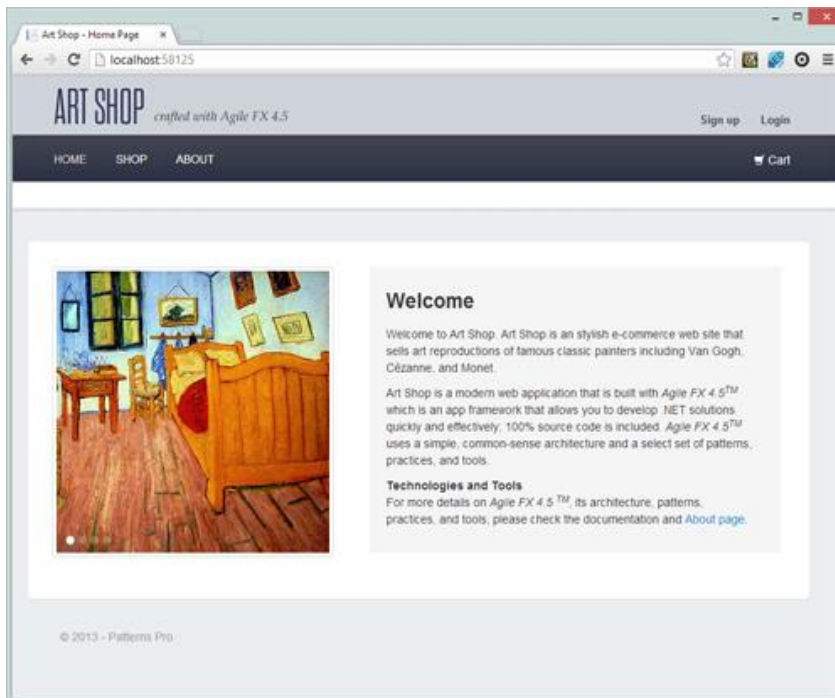 Art Shop - Home Page
localhost:58125
ART SHOP crafted with Agile FX 4.5
Sign up Login
HOME SHOP ABOUT Cart
Welcome
Welcome to Art Shop. Art Shop is an stylish e-commerce web site that
sells art reproductions of famous classic painters including Van Gogh,
Cézanne, and Monet.
Art Shop is a modern web application that is built with Agile FX 4.5TM
which is an app framework that allows you to develop .NET solutions
quickly and effectively. 100% source code is included. Agile FX 4.5TM
uses a simple, common-sense architecture and a select set of patterns,
practices, and tools.
Technologies and Tools
For more details on Agile FX 4.5 TM, its architecture, patterns,
practices, and tools, please check the documentation and About page.
© 2013 - Patterns Pro